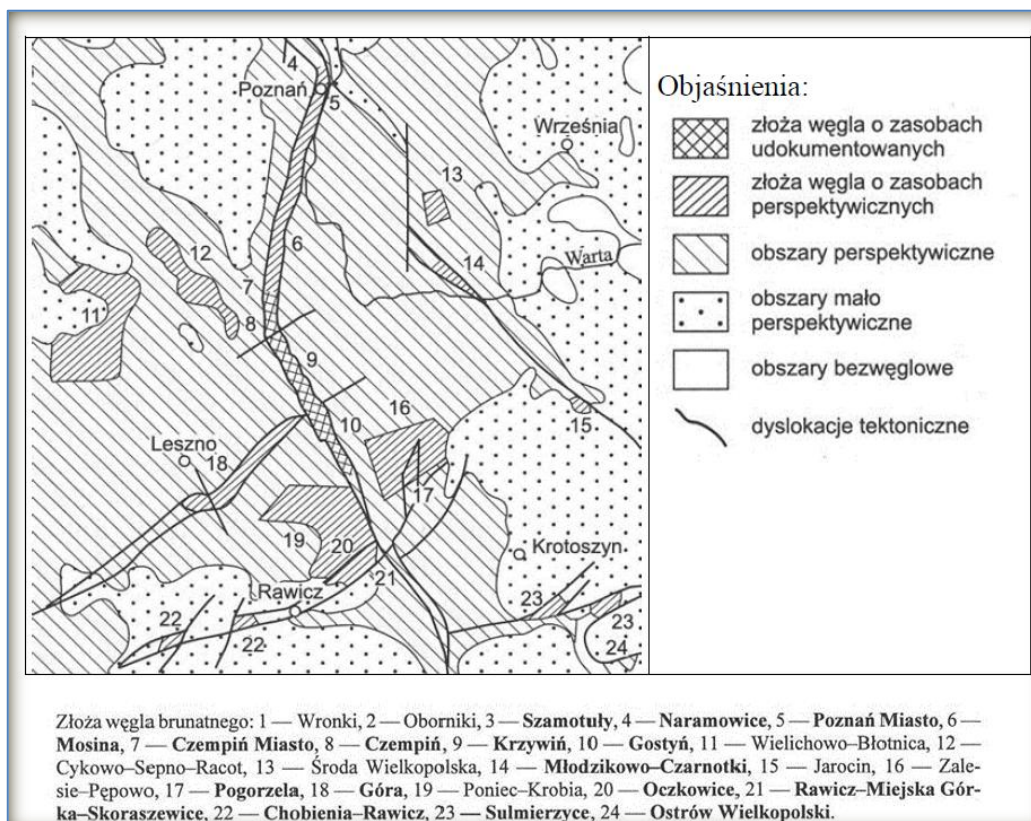 4
Poznań
5
Września
13
12
6
14
Warta
7
11
8
9
16
15
10
Leszno
18
17
19
20
Krotoszyn
21
Rawicz
23
22
22
23
24
Objaśnienia:
złoża węgla o zasobach
udokumentowanych
złoża węgla o zasobach
perspektywicznych
obszary perspektywiczne
obszary mało
perspektywiczne
obszary bezwęglowe
dyslokacje tektoniczne
Złoża węgla brunatnego: 1 — Wronki, 2 — Oborniki, 3 — Szamotuły, 4 — Naramowice, 5 — Poznań Miasto, 6 —
Mosina, 7 — Czempiń Miasto, 8 — Czempiń, 9 — Krzywiń, 10 — Gostyń, 11 — Wielichowo–Błotnica, 12 —
Cykowo–Sepno–Racot, 13 — Środa Wielkopolska, 14 — Młodzikowo–Czarnotki, 15 — Jarocin, 16 — Zale-
sie–Pępowo, 17 — Pogorzela, 18 — Góra, 19 — Poniec-Krobia, 20 — Oczkowice, 21 — Rawicz–Miejska Gór-
ka–Skoraszewice, 22 — Chobienia–Rawicz, 23 — Sulmierzyce, 24 — Ostrów Wielkopolski.